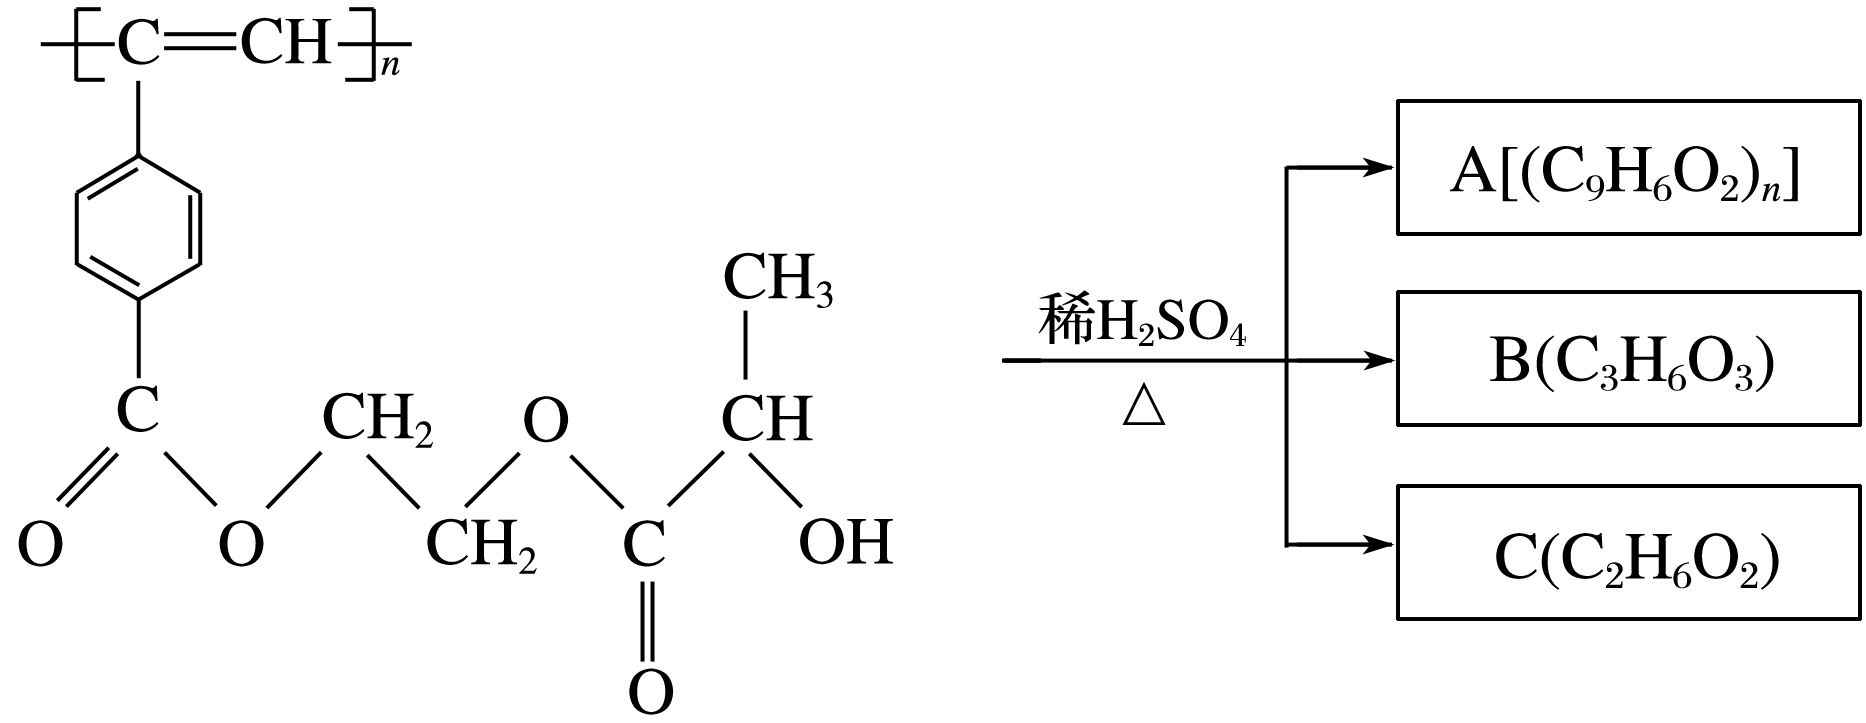 [C=CH]n
C
O
O
CH₂
CH₂
O
C
O
CH₃
CH
OH
稀H₂SO₄
△
A[(C₉H₆O₂)n]
B(C₃H₆O₃)
C(C₂H₆O₂)